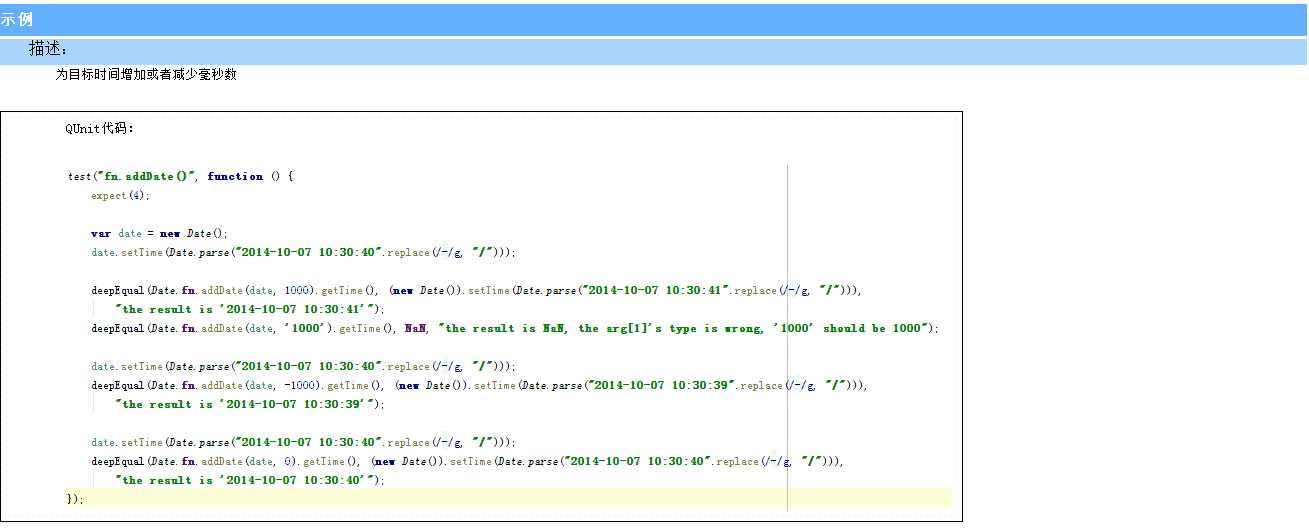 示例
描述：
为目标时间增加或者减少毫秒数
QUnit代码：
test("fn.addDate()", function () {
expect(4);
var date = new Date();
date.setTime(Date.parse("2014-10-07 10:30:40".replace(/-/g, "/")));
deepEqual(Date.fn.addDate(date, 1000).getTime(), (new Date()).setTime(Date.parse("2014-10-07 10:30:41".replace(/-/g, "/"))),
"the result is '2014-10-07 10:30:41'");
deepEqual(Date.fn.addDate(date, '1000').getTime(), NaN, "the result is NaN, the arg[1]'s type is wrong, '1000' should be 1000");
date.setTime(Date.parse("2014-10-07 10:30:40".replace(/-/g, "/")));
deepEqual(Date.fn.addDate(date, -1000).getTime(), (new Date()).setTime(Date.parse("2014-10-07 10:30:39".replace(/-/g, "/"))),
"the result is '2014-10-07 10:30:39'");
date.setTime(Date.parse("2014-10-07 10:30:40".replace(/-/g, "/")));
deepEqual(Date.fn.addDate(date, 0).getTime(), (new Date()).setTime(Date.parse("2014-10-07 10:30:40".replace(/-/g, "/"))),
"the result is '2014-10-07 10:30:40'");
});